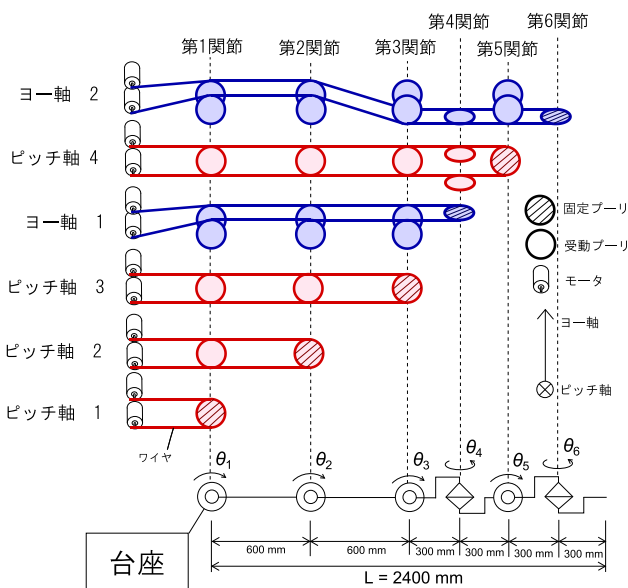 第1関節 第2関節 第3関節 第4関節 第5関節 第6関節
ヨー軸 2
ピッチ軸 4
ヨー軸 1
ピッチ軸 3
ピッチ軸 2
ピッチ軸 1
ワイヤ
固定プーリ
受動プーリ
モータ
ヨー軸
ピッチ軸
θ1 θ2 θ3 θ4 θ5 θ6
台座
600 mm 600 mm 300 mm 300 mm 300 mm 300 mm
L = 2400 mm